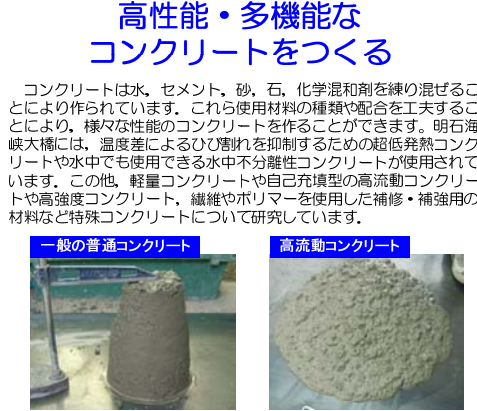 高性能・多機能な
コンクリートをつくる
コンクリートは水，セメント，砂，石，化学混和剤を練り混ぜるこ
とにより作られています．これら使用材料の種類や配合を工夫するこ
とにより，様々な性能のコンクリートを作ることができます。明石海
峡大橋には，温度差によるひび割れを抑制するための超低発熱コンク
リートや水中でも使用できる水中不分離性コンクリートが使用されて
います．この他，軽量コンクリートや自己充填型の高流動コンクリー
トや高強度コンクリート，繊維やポリマーを使用した補修・補強用の
材料など特殊コンクリートについて研究しています．
一般の普通コンクリート
高流動コンクリート